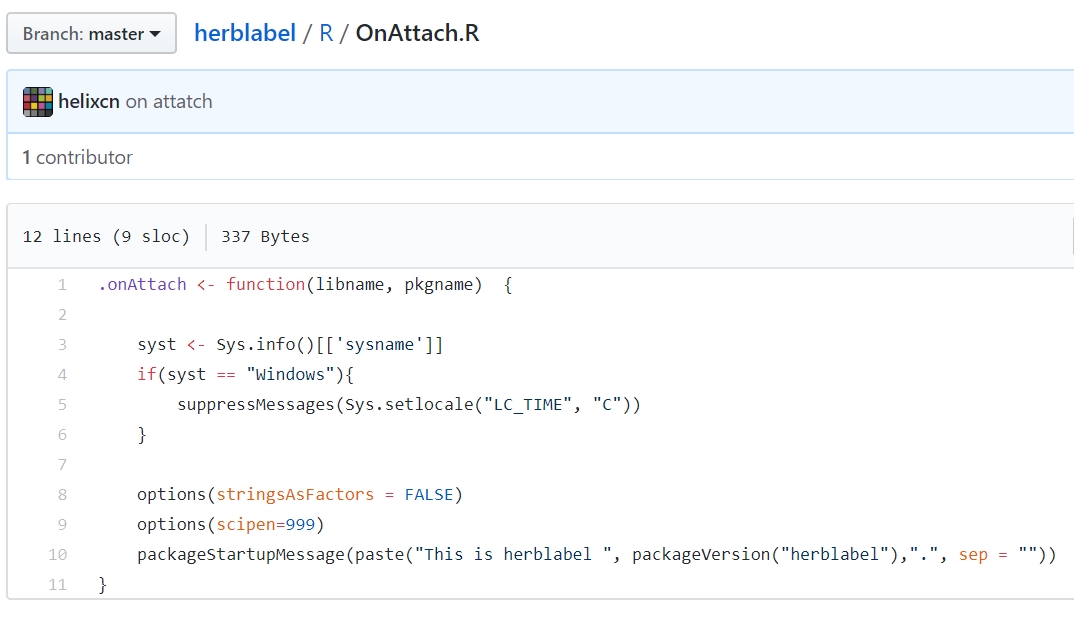 Branch: master herblabel / R / OnAttach.R
helixcn on attatch
1 contributor
12 lines (9 sloc) 337 Bytes
1 .onAttach <- function(libname, pkgname)  {
2
3     syst <- Sys.info()[['sysname']]
4     if(syst == "Windows"){
5         suppressMessages(Sys.setlocale("LC_TIME", "C"))
6     }
7
8     options(stringsAsFactors = FALSE)
9     options(scipen=999)
10     packageStartupMessage(paste("This is herblabel ", packageVersion("herblabel"),".", sep = ""))
11 }